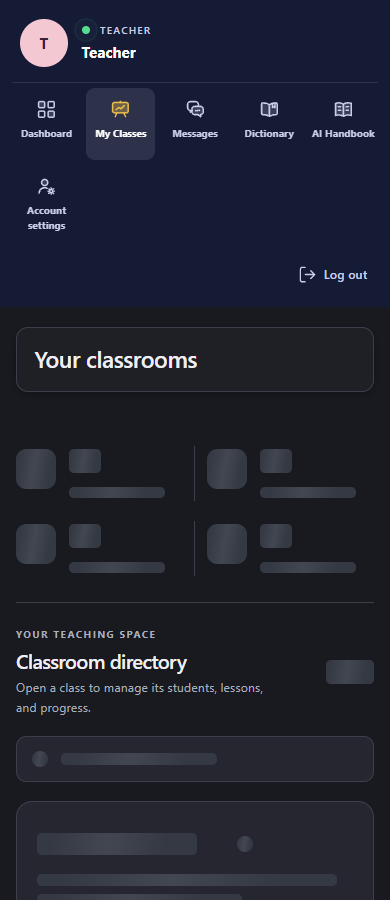 T
TEACHER
Teacher
Dashboard
My Classes
Messages
Dictionary
AI Handbook
Account
settings
Log out
Your classrooms
YOUR TEACHING SPACE
Classroom directory
Open a class to manage its students, lessons,
and progress.